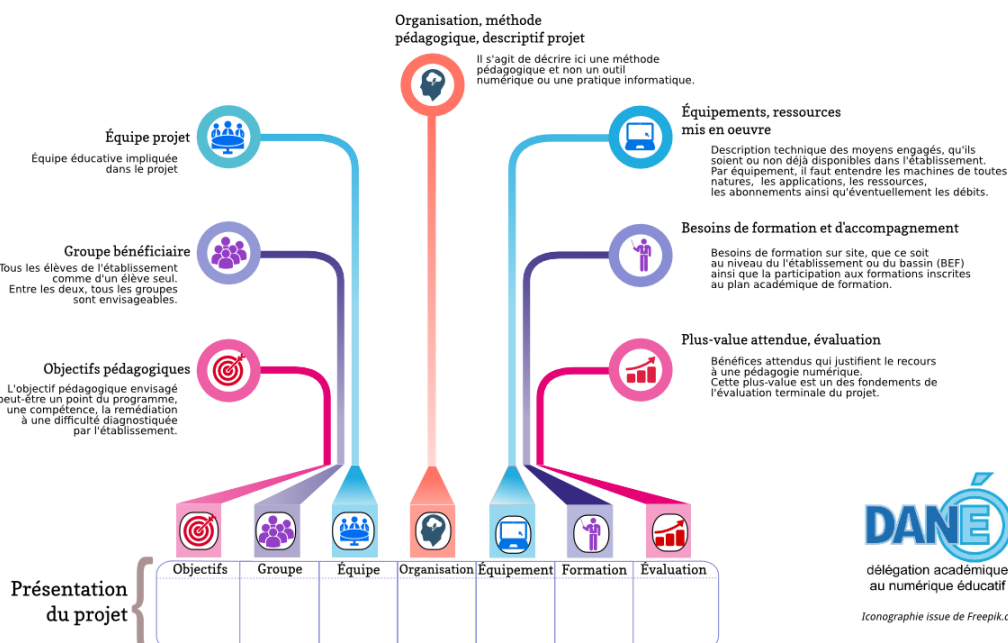 Organisation, méthode
pédagogique, descriptif projet
Il s'agit de décrire ici une méthode
pédagogique et non un outil
numérique ou une pratique informatique.
Équipe projet
Équipe éducative impliquée
dans le projet
Groupe bénéficiaire
Tous les élèves de l'établissement
comme d'un élève seul.
Entre les deux, tous les groupes
sont envisageables.
Objectifs pédagogiques
L'objectif pédagogique envisagé
peut-être un point du programme,
une compétence, la remédiation
à une difficulté diagnostiquée
par l'établissement.
Équipements, ressources
mis en oeuvre
Description technique des moyens engagés, qu'ils
soient ou non déjà disponibles dans l'établissement.
Par équipement, il faut entendre les machines de toutes
natures, les applications, les ressources,
les abonnements ainsi qu'éventuellement les débits.
Besoins de formation et d'accompagnement
Besoins de formation sur site, que ce soit
au niveau du l'établissement ou du bassin (BEF)
ainsi que la participation aux formations inscrites
au plan académique de formation.
Plus-value attendue, évaluation
Bénéfices attendus qui justifient le recours
à une pédagogie numérique.
Cette plus-value est un des fondements de
l'évaluation terminale du projet.
Objectifs Groupe Équipe Organisation Équipement Formation Évaluation
Présentation
du projet
DANÉ
délégation académique
au numérique éducatif
Iconographie issue de Freepik.c